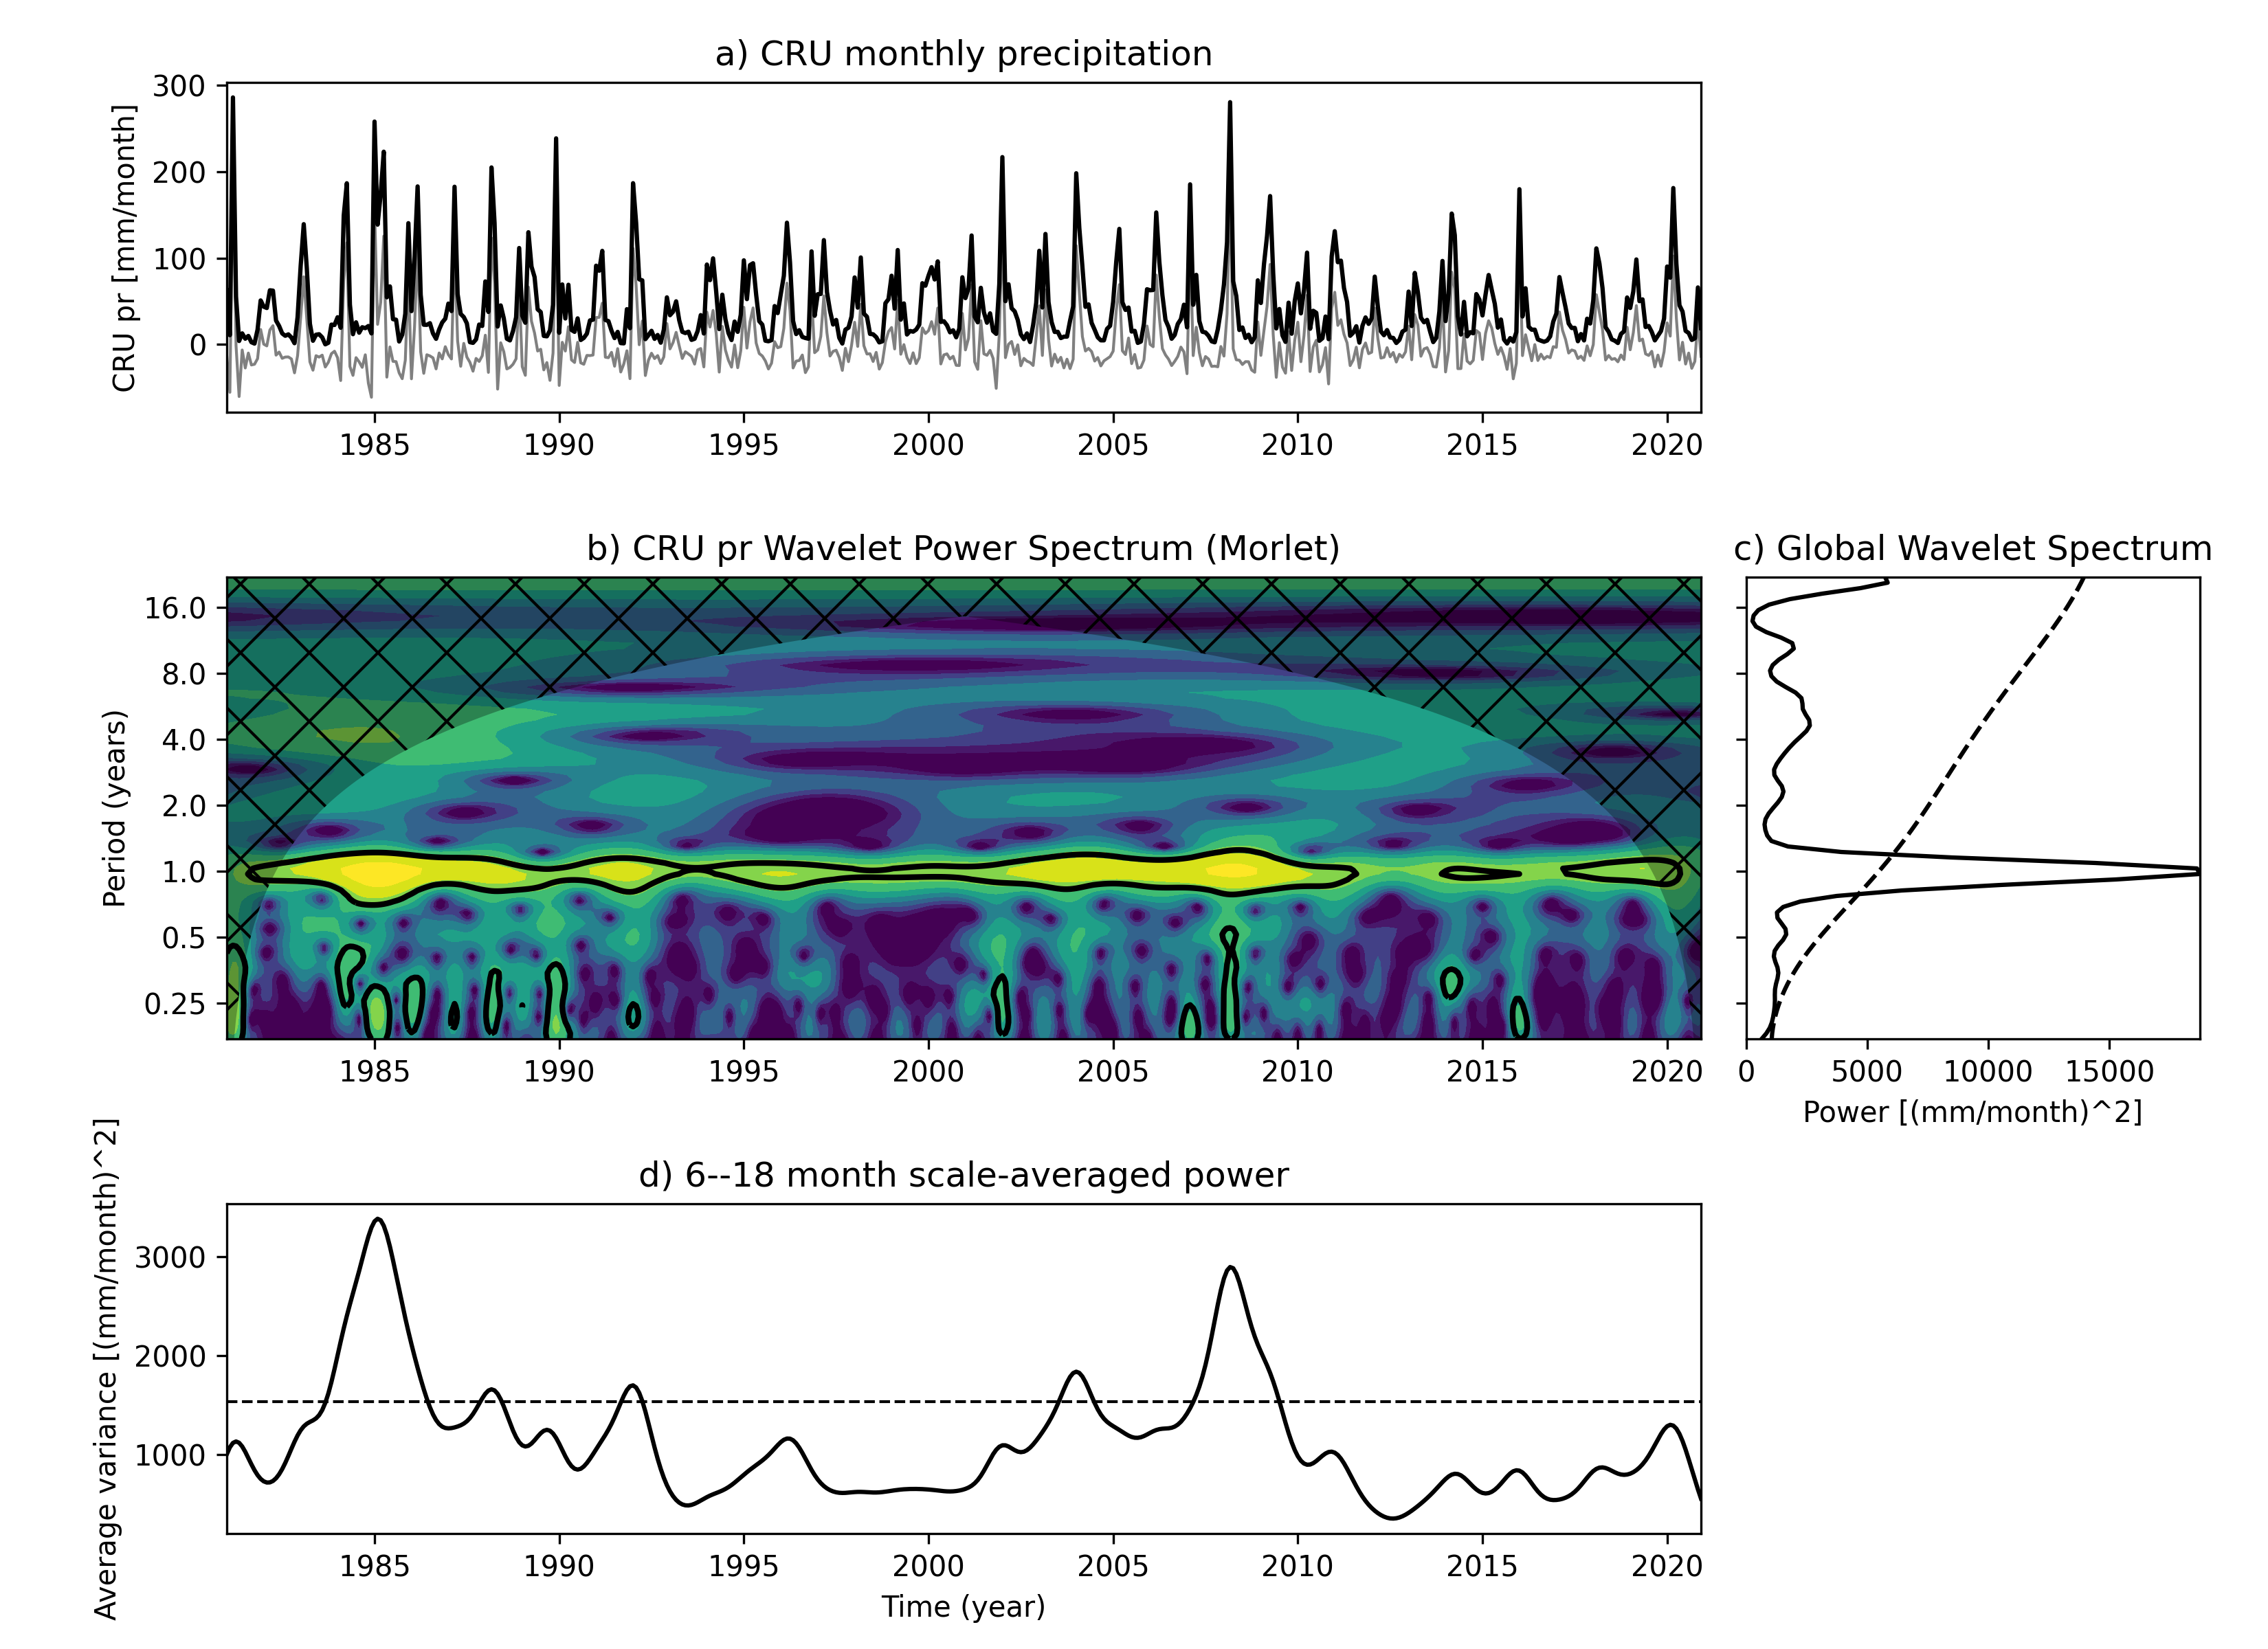 a) CRU monthly precipitation
CRU pr [mm/month]
300
200
100
0
1985 1990 1995 2000 2005 2010 2015 2020
b) CRU pr Wavelet Power Spectrum (Morlet)
Period (years)
16.0
8.0
4.0
2.0
1.0
0.5
0.25
1985 1990 1995 2000 2005 2010 2015 2020
c) Global Wavelet Spectrum
0 5000 10000 15000
Power [(mm/month)^2]
d) 6--18 month scale-averaged power
Average variance [(mm/month)^2]
3000
2000
1000
1985 1990 1995 2000 2005 2010 2015 2020
Time (year)